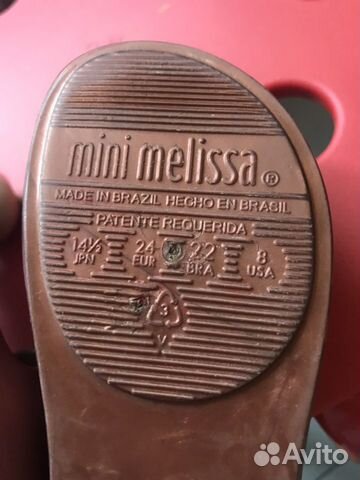 mini melissa®
MADE IN BRAZIL HECHO EN BRASIL
PATENTE REQUERIDA
14½ 24 22 8
JPN EUR BRA USA
3
V
Avito